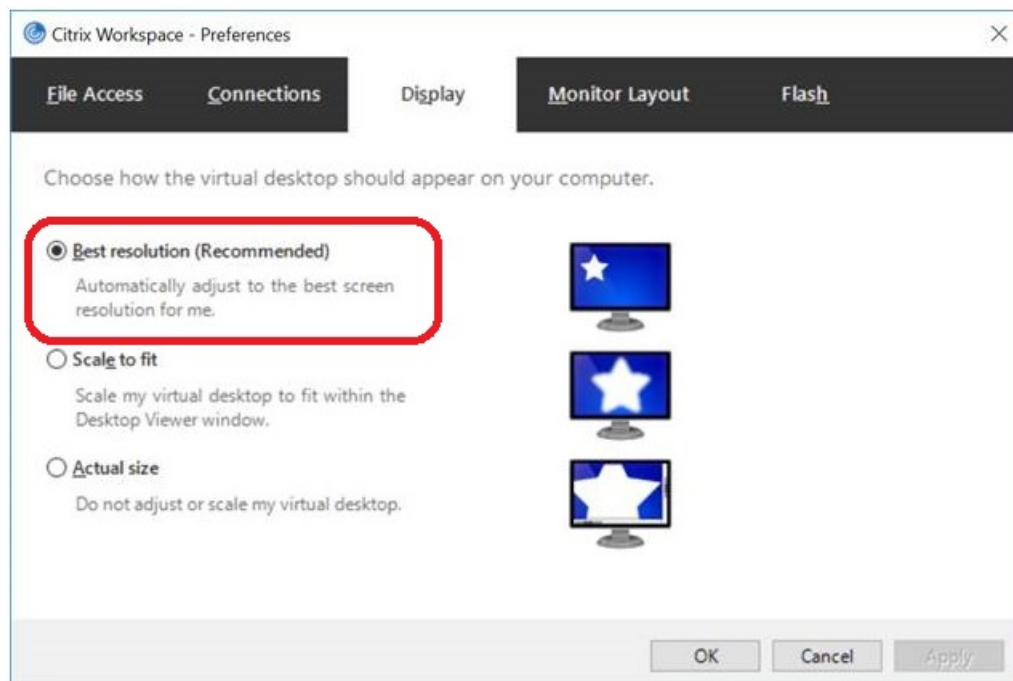 Citrix Workspace - Preferences
File Access Connections Display Monitor Layout Flash
Choose how the virtual desktop should appear on your computer.
Best resolution (Recommended)
Automatically adjust to the best screen
resolution for me.
Scale to fit
Scale my virtual desktop to fit within the
Desktop Viewer window.
Actual size
Do not adjust or scale my virtual desktop.
OK Cancel Apply